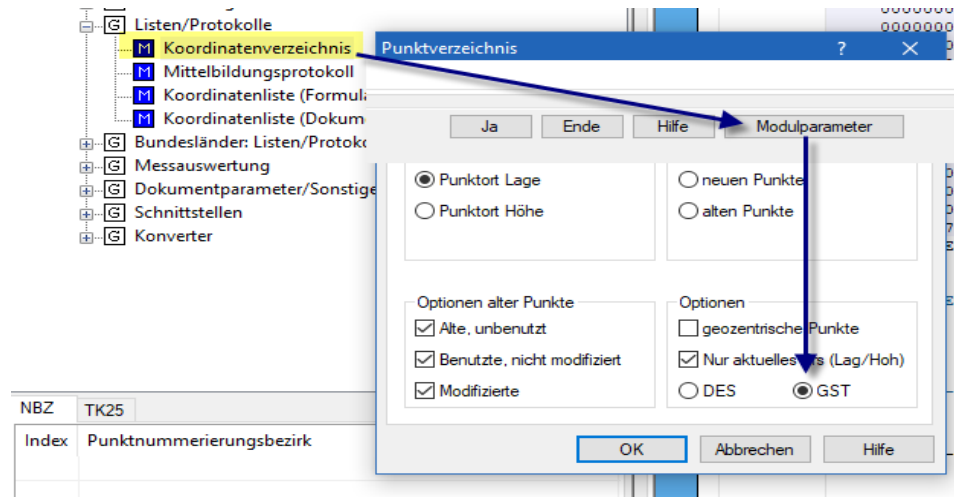 G Listen/Protokolle
M Koordinatenverzeichnis
M Mittelbildungsprotokoll
M Koordinatenliste (Formula
M Koordinatenliste (Dokum
G Bundesländer: Listen/Protoko
G Messauswertung
G Dokumentparameter/Sonstige
G Schnittstellen
G Konverter
0000000
Punktverzeichnis ? ×
Ja Ende Hilfe Modulparameter
Punktort Lage
neuen Punkte
Punktort Höhe
alten Punkte
Optionen alter Punkte
Optionen
Alte, unbenutzt
geozentrische Punkte
Benutzte, nicht modifiziert
Nur aktuelles (Lag/Hoh)
Modifizierte
DES GST
OK Abbrechen Hilfe
NBZ TK25
Index Punktnummerierungsbezirk